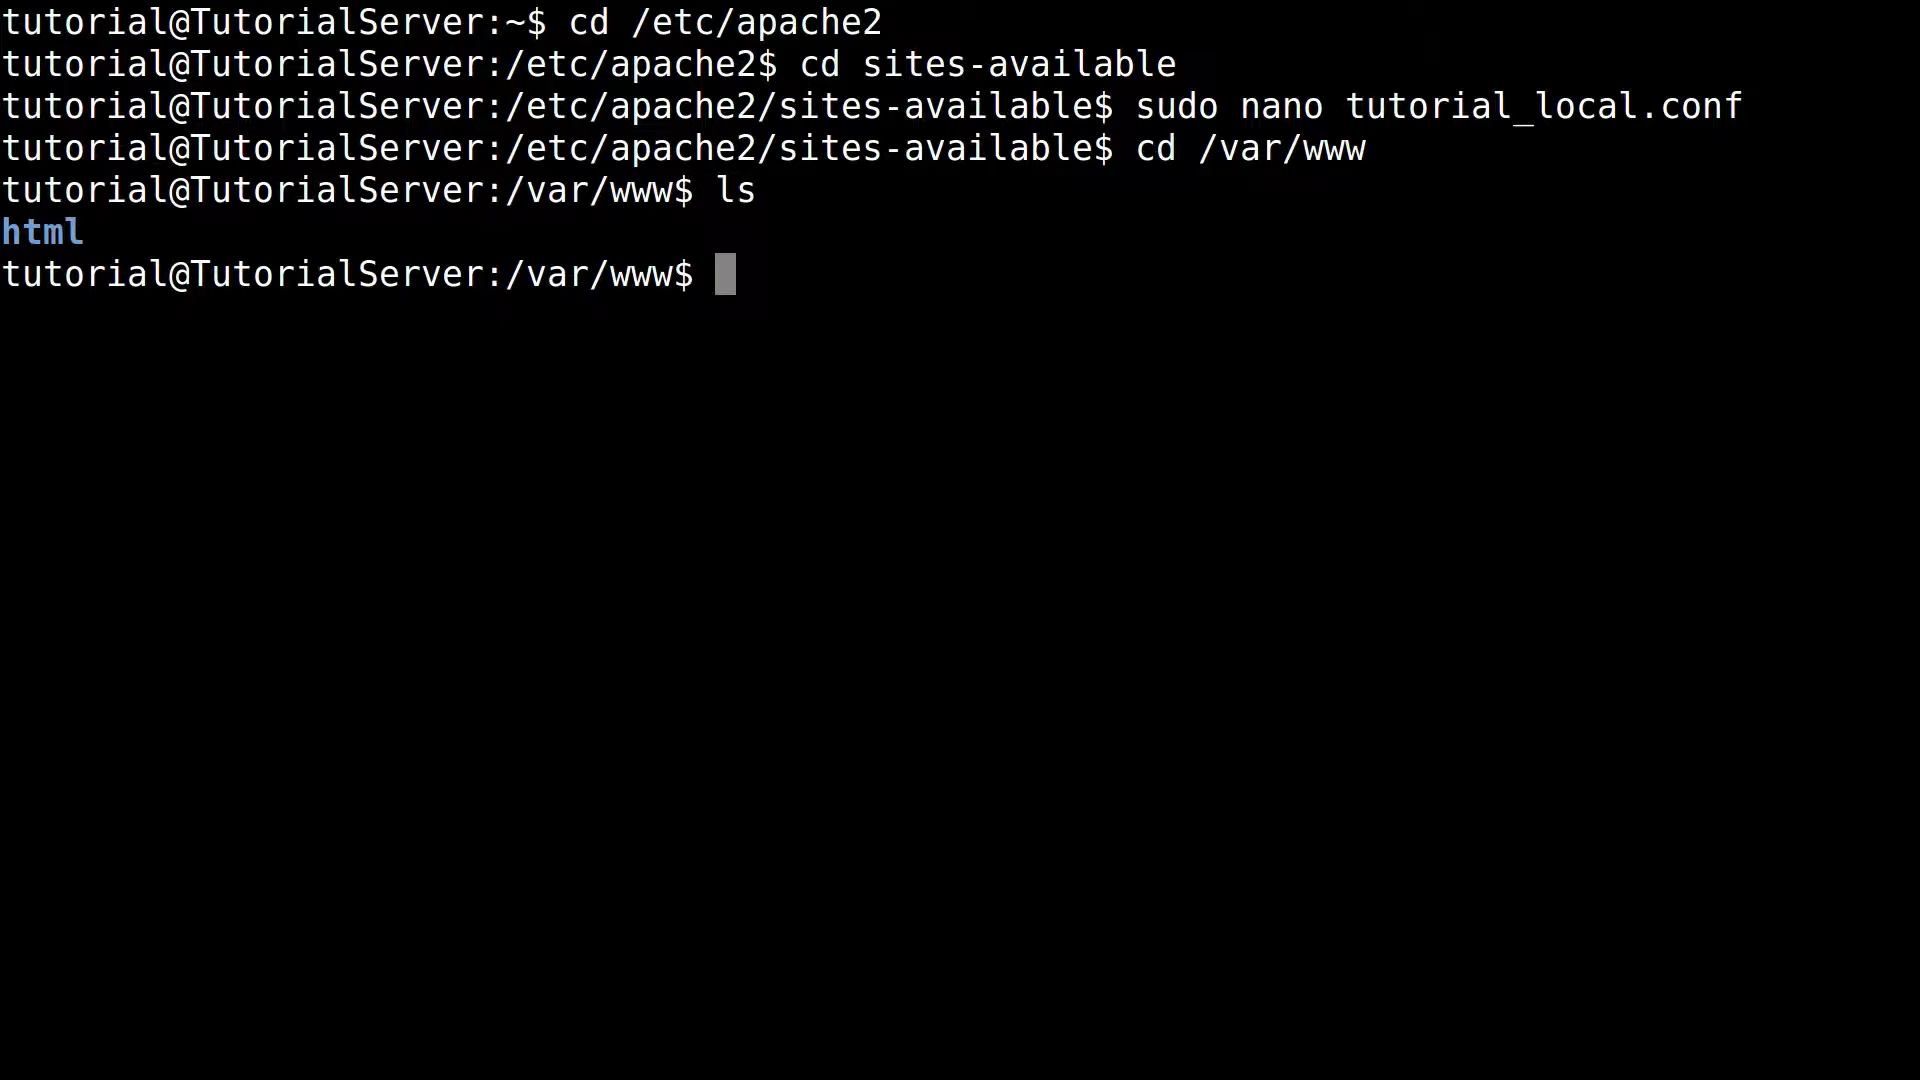 tutorial@TutorialServer:~$ cd /etc/apache2
tutorial@TutorialServer:/etc/apache2$ cd sites-available
tutorial@TutorialServer:/etc/apache2/sites-available$ sudo nano tutorial_local.conf
tutorial@TutorialServer:/etc/apache2/sites-available$ cd /var/www
tutorial@TutorialServer:/var/www$ ls
html
tutorial@TutorialServer:/var/www$